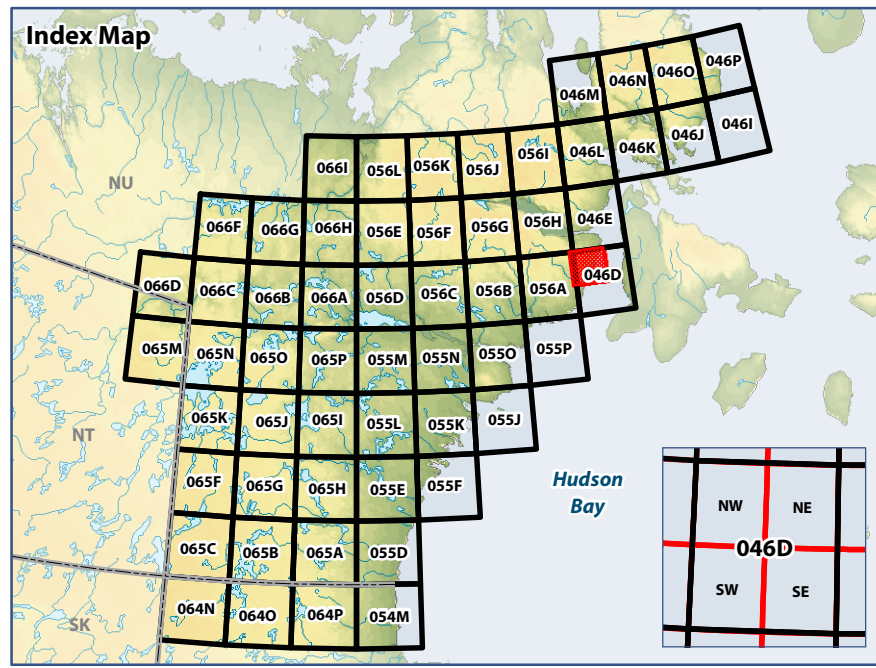 Index Map
046M 046N 046O 046P
046L 046K 046J 046I
066I 056L 056K 056J 056I
NU
066F 066G 066H 056E 056F 056G 056H 046E
066D 066C 066B 066A 056D 056C 056B 056A 046D
065M 065N 065O 065P 055M 055N 055O 055P
065K 065J 065I 055L 055K 055J
NT
065F 065G 065H 055E 055F
Hudson
Bay
065C 065B 065A 055D
064N 064O 064P 054M
SK
NW NE
046D
SW SE